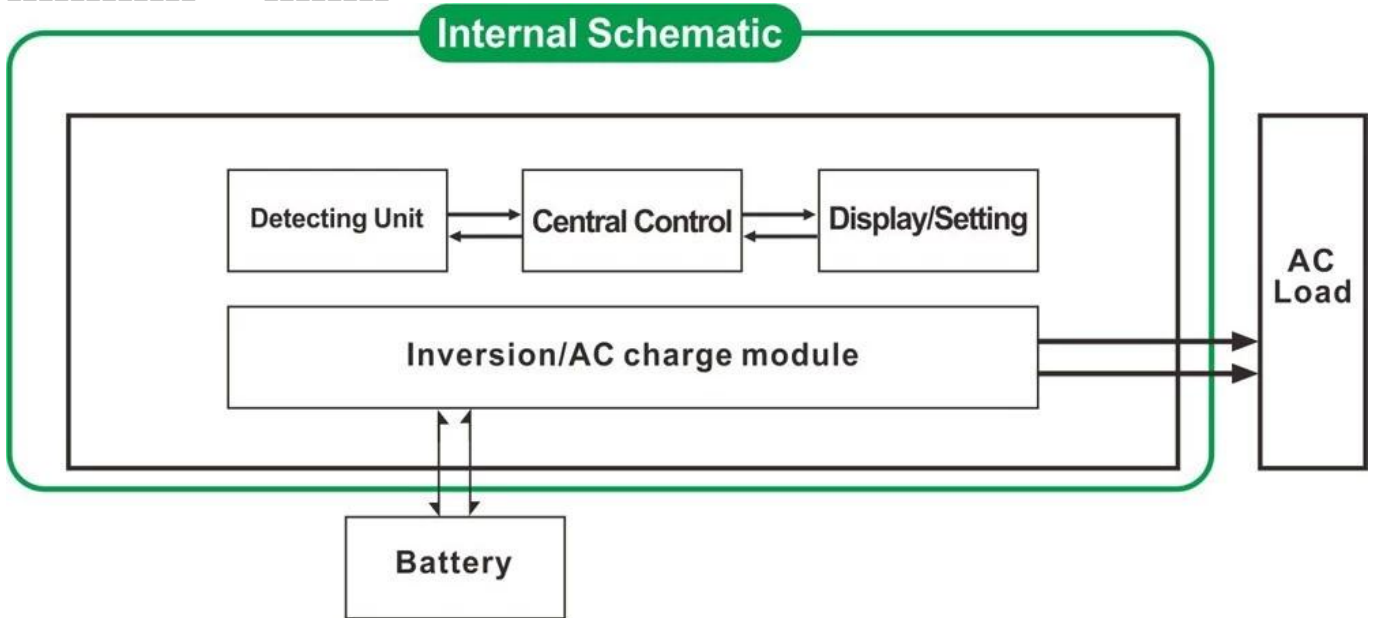 Internal Schematic
Detecting Unit
Central Control
Display/Setting
AC
Load
Inversion/AC charge module
Battery